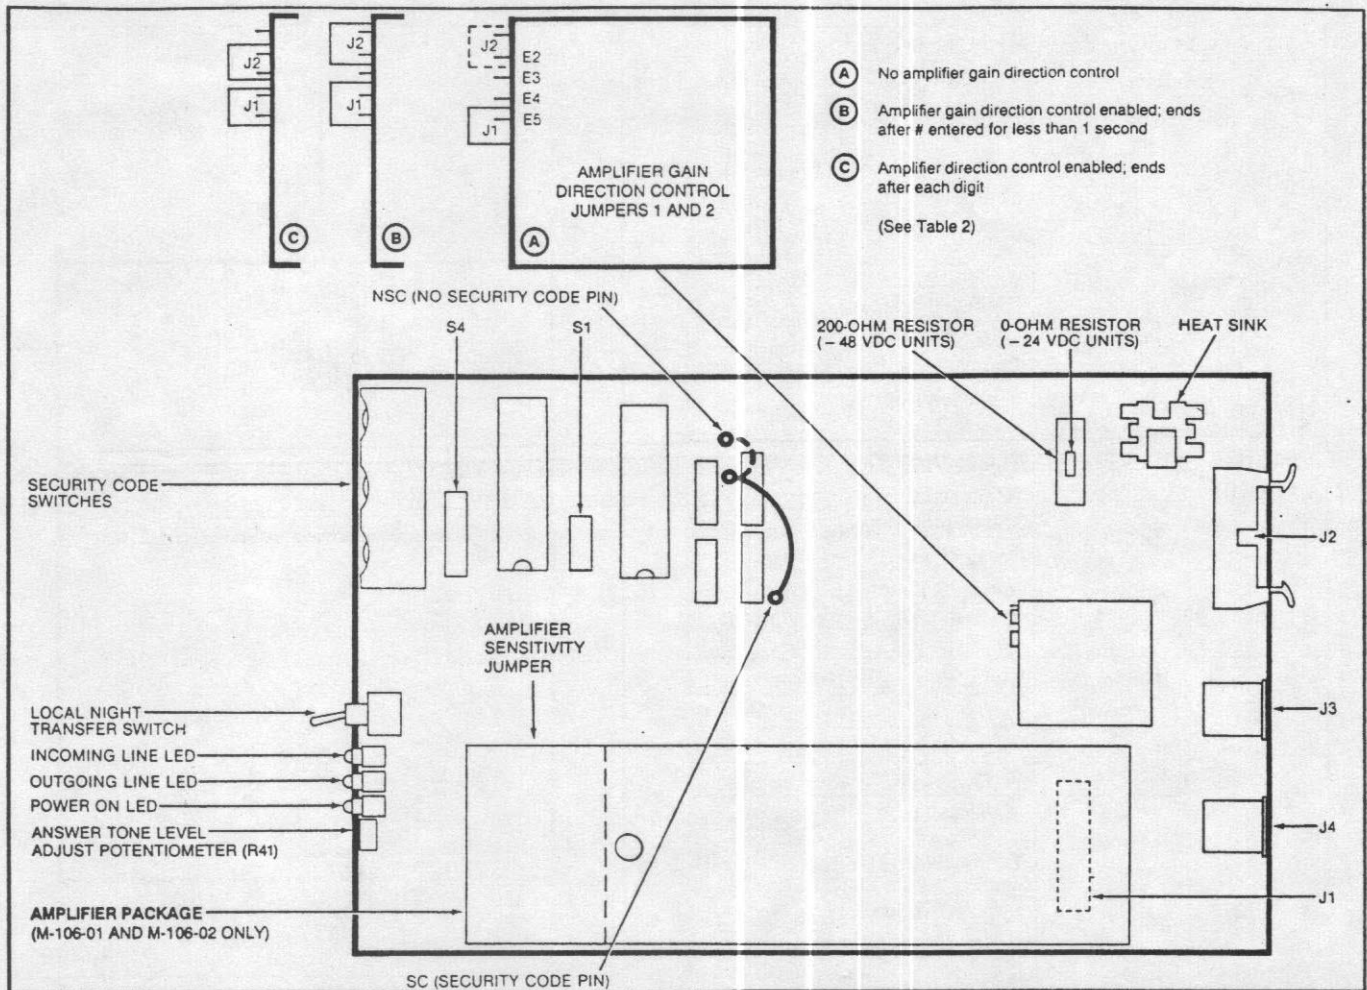 J2
J1
C
J2
J1
B
J2
E2
E3
E4
E5
J1
AMPLIFIER GAIN
DIRECTION CONTROL
JUMPERS 1 AND 2
A
A No amplifier gain direction control
B Amplifier gain direction control enabled; ends
after # entered for less than 1 second
C Amplifier direction control enabled; ends
after each digit
(See Table 2)
NSC (NO SECURITY CODE PIN)
S4
S1
200-OHM RESISTOR
(– 48 VDC UNITS)
0-OHM RESISTOR
(– 24 VDC UNITS)
HEAT SINK
SECURITY CODE
SWITCHES
J2
AMPLIFIER
SENSITIVITY
JUMPER
LOCAL NIGHT
TRANSFER SWITCH
J3
INCOMING LINE LED
OUTGOING LINE LED
POWER ON LED
ANSWER TONE LEVEL
ADJUST POTENTIOMETER (R41)
J4
J1
AMPLIFIER PACKAGE
(M-106-01 AND M-106-02 ONLY)
SC (SECURITY CODE PIN)